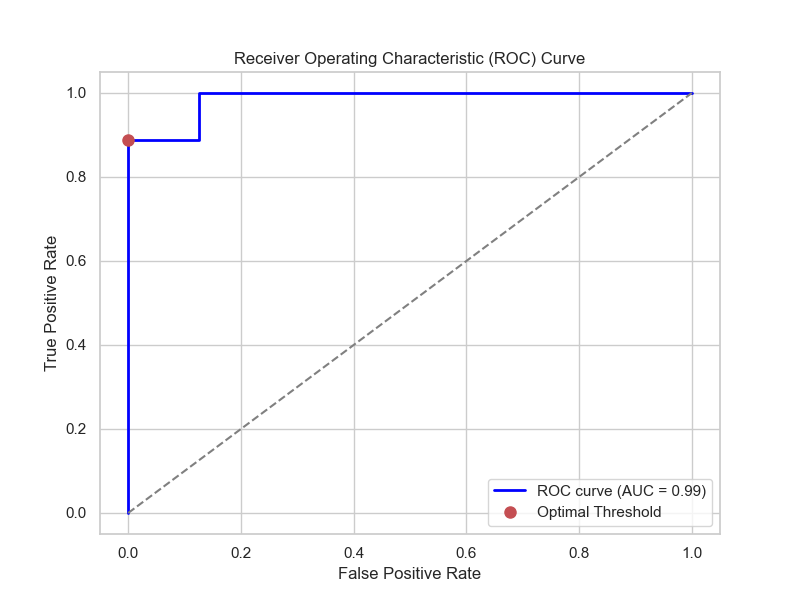 Receiver Operating Characteristic (ROC) Curve
True Positive Rate
1.0
0.8
0.6
0.4
0.2
0.0
ROC curve (AUC = 0.99)
Optimal Threshold
0.0 0.2 0.4 0.6 0.8 1.0
False Positive Rate